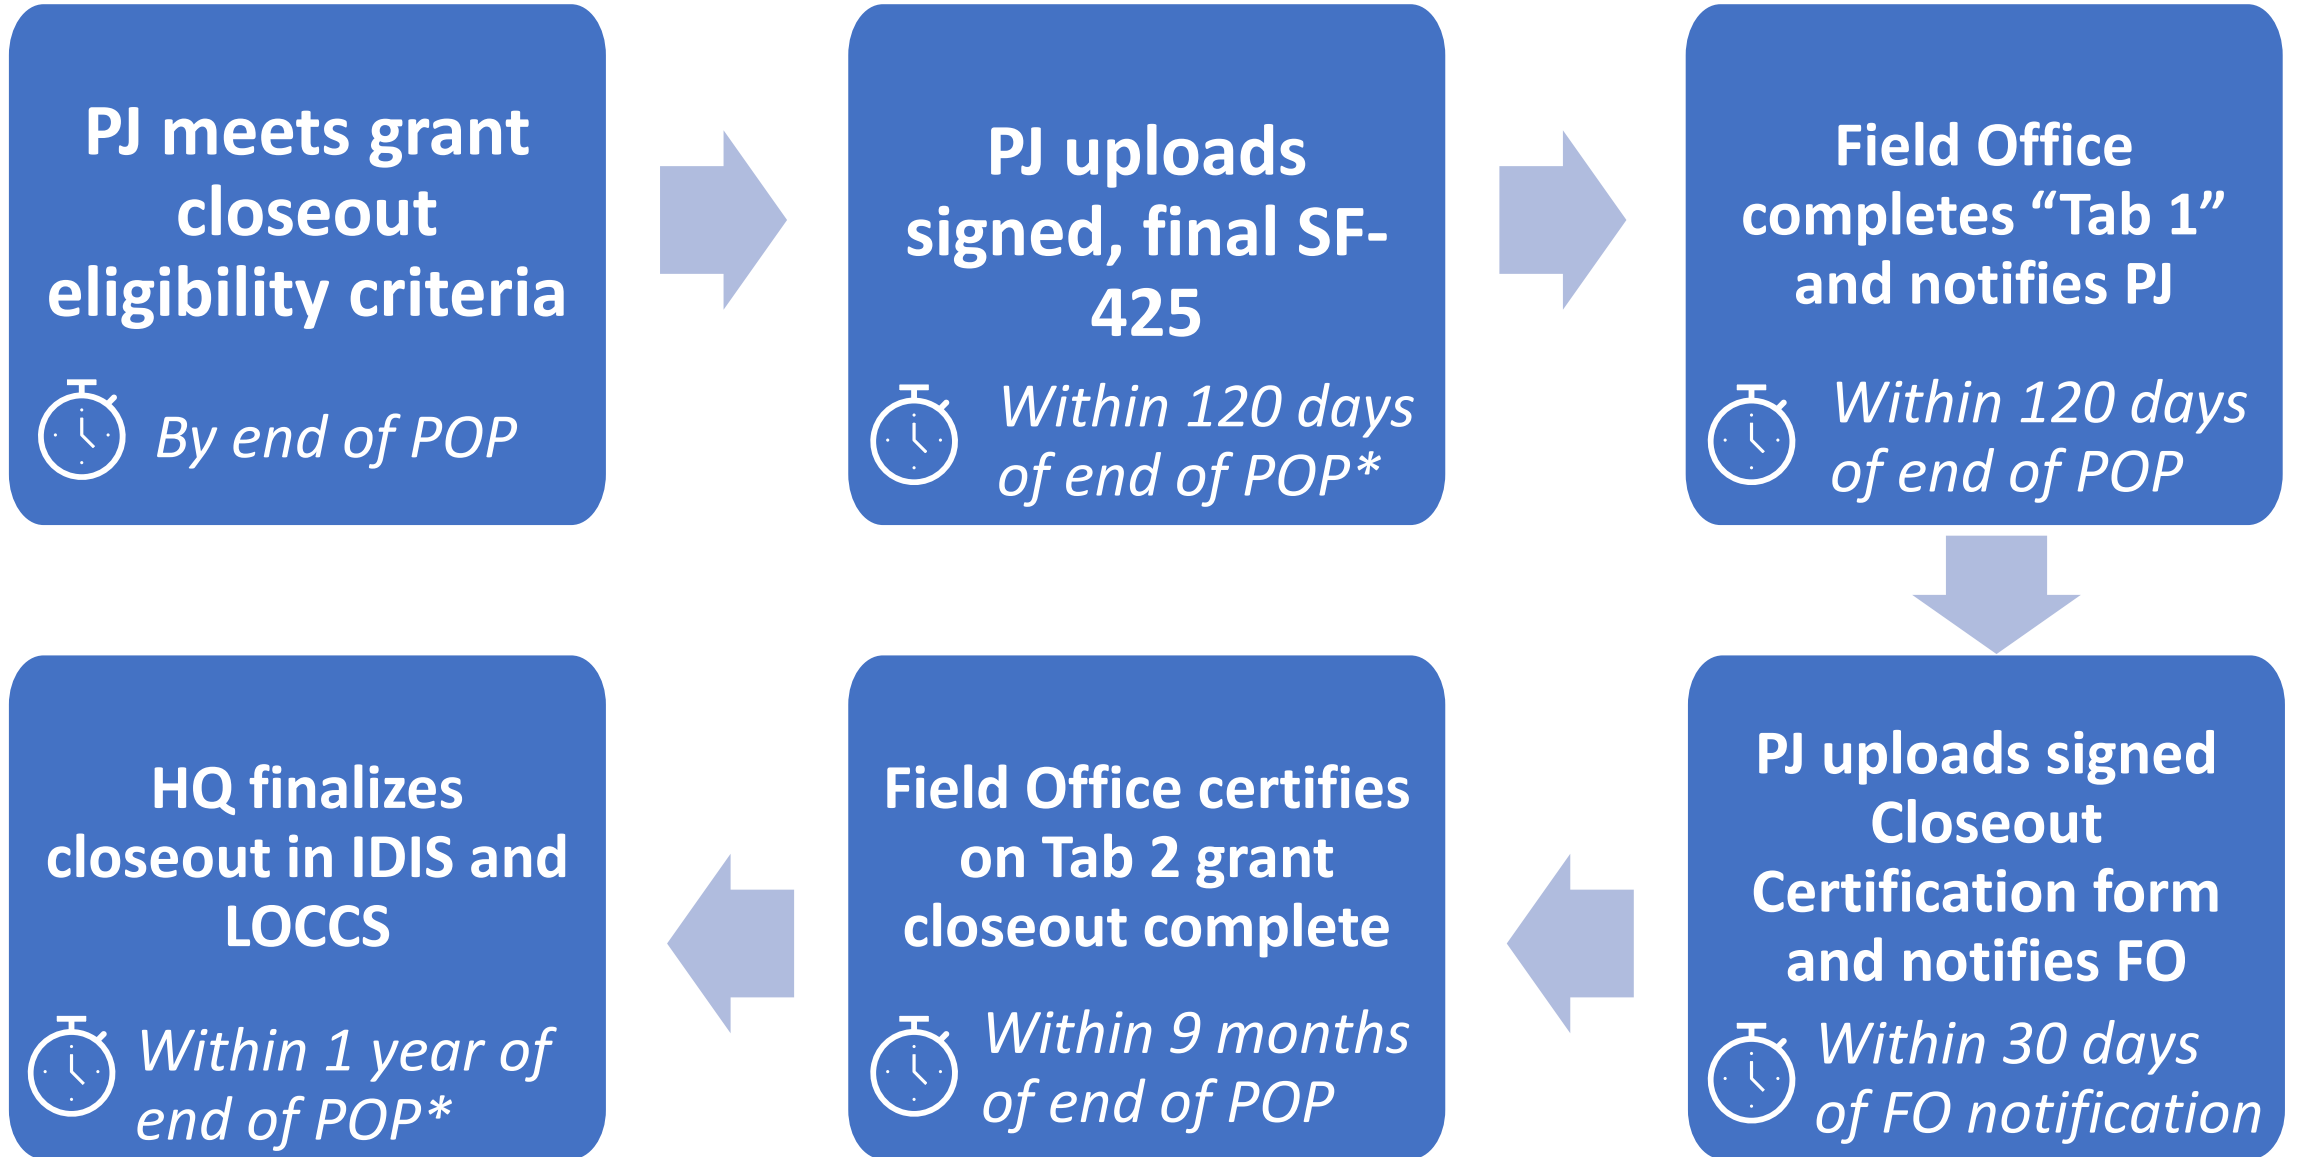 PJ meets grant
closeout
eligibility criteria
By end of POP
PJ uploads
signed, final SF-
425
Within 120 days
of end of POP*
Field Office
completes “Tab 1”
and notifies PJ
Within 120 days
of end of POP
PJ uploads signed
Closeout
Certification form
and notifies FO
Within 30 days
of FO notification
Field Office certifies
on Tab 2 grant
closeout complete
Within 9 months
of end of POP
HQ finalizes
closeout in IDIS and
LOCCS
Within 1 year of
end of POP*